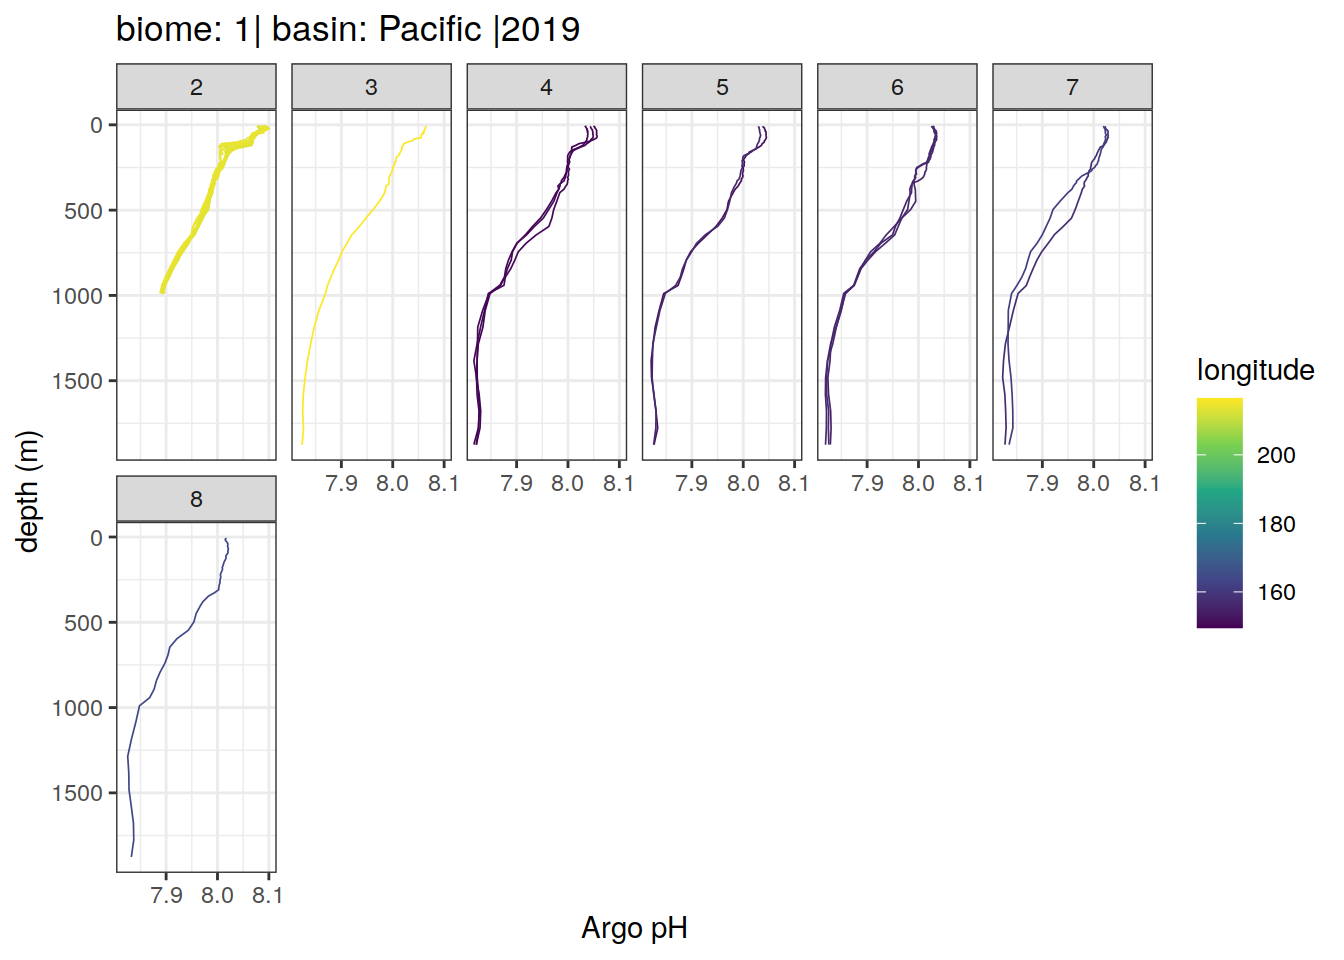 biome: 1| basin: Pacific |2019
2 3 4 5 6 7
0
500
1000
1500
7.9 8.0 8.1 7.9 8.0 8.1 7.9 8.0 8.1 7.9 8.0 8.1 7.9 8.0 8.1
8
0
500
1000
1500
7.9 8.0 8.1
depth (m)
Argo pH
longitude
200
180
160